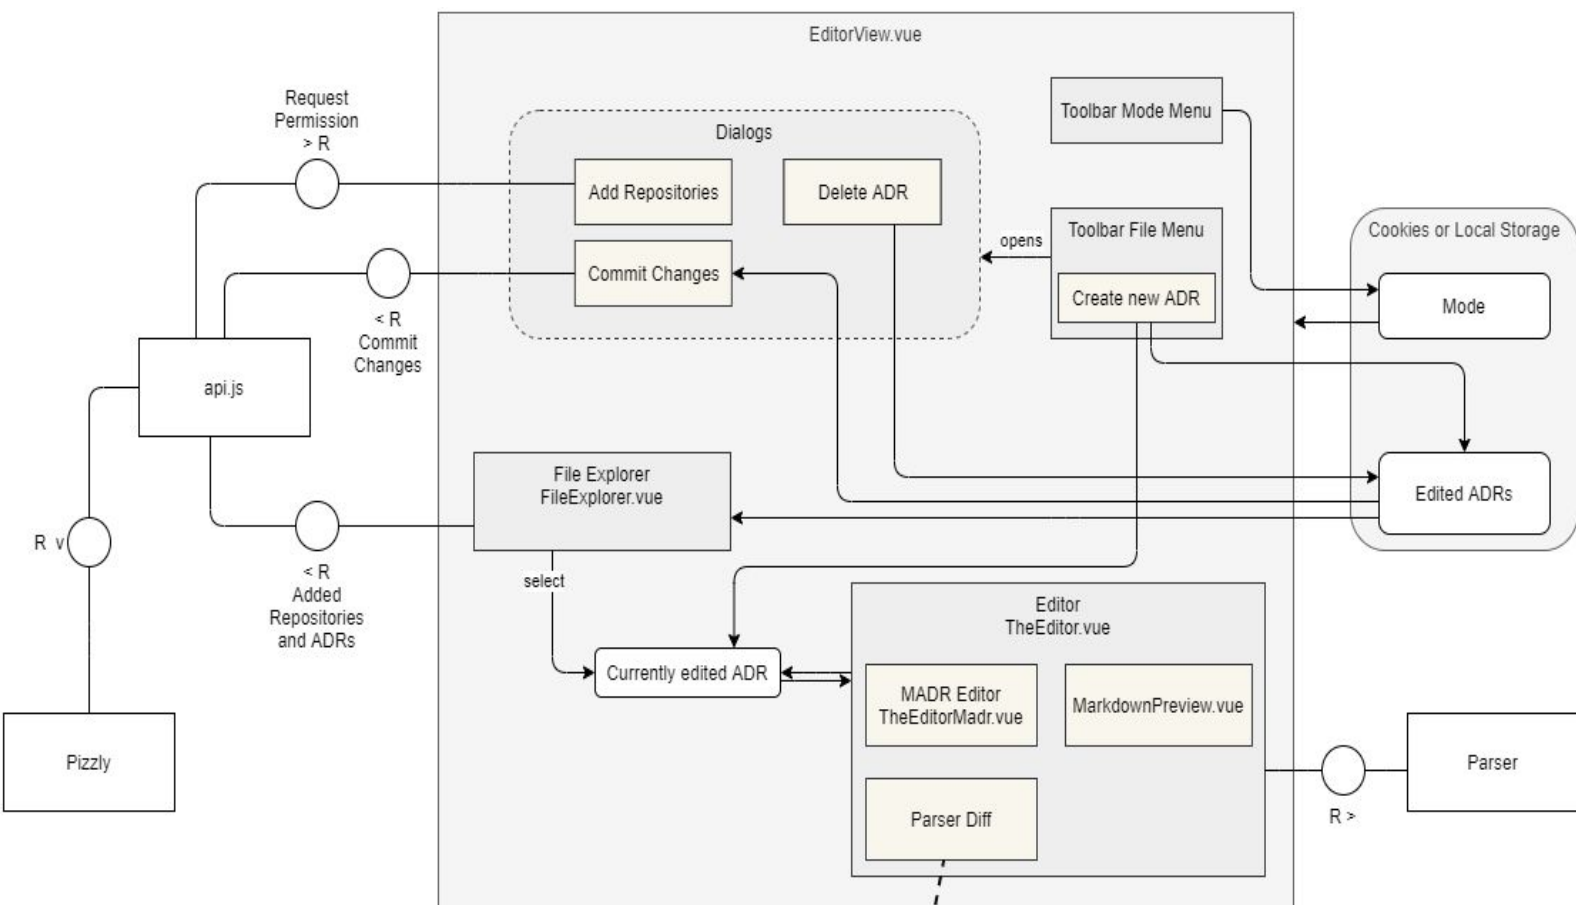 EditorView.vue
Request
Permission
> R
Toolbar Mode Menu
Dialogs
Add Repositories
Delete ADR
opens
Toolbar File Menu
Create new ADR
Cookies or Local Storage
Mode
Commit Changes
< R
Commit
Changes
api.js
File Explorer
FileExplorer.vue
Edited ADRs
R v
< R
Added
Repositories
and ADRs
select
Currently edited ADR
Editor
TheEditor.vue
MADR Editor
TheEditorMadr.vue
MarkdownPreview.vue
Parser Diff
Pizzly
Parser
R >